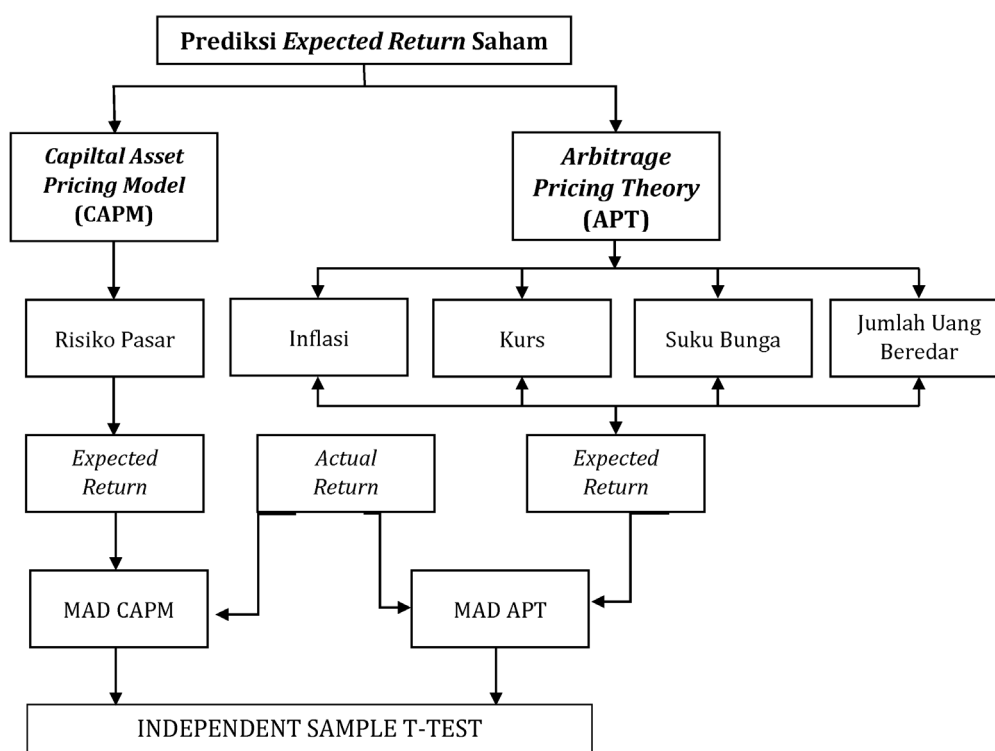 Prediksi Expected Return Saham
Capiltal Asset
Pricing Model
(CAPM)
Arbitrage
Pricing Theory
(APT)
Risiko Pasar
Inflasi
Kurs
Suku Bunga
Jumlah Uang
Beredar
Expected
Return
Actual
Return
Expected
Return
MAD CAPM
MAD APT
INDEPENDENT SAMPLE T-TEST